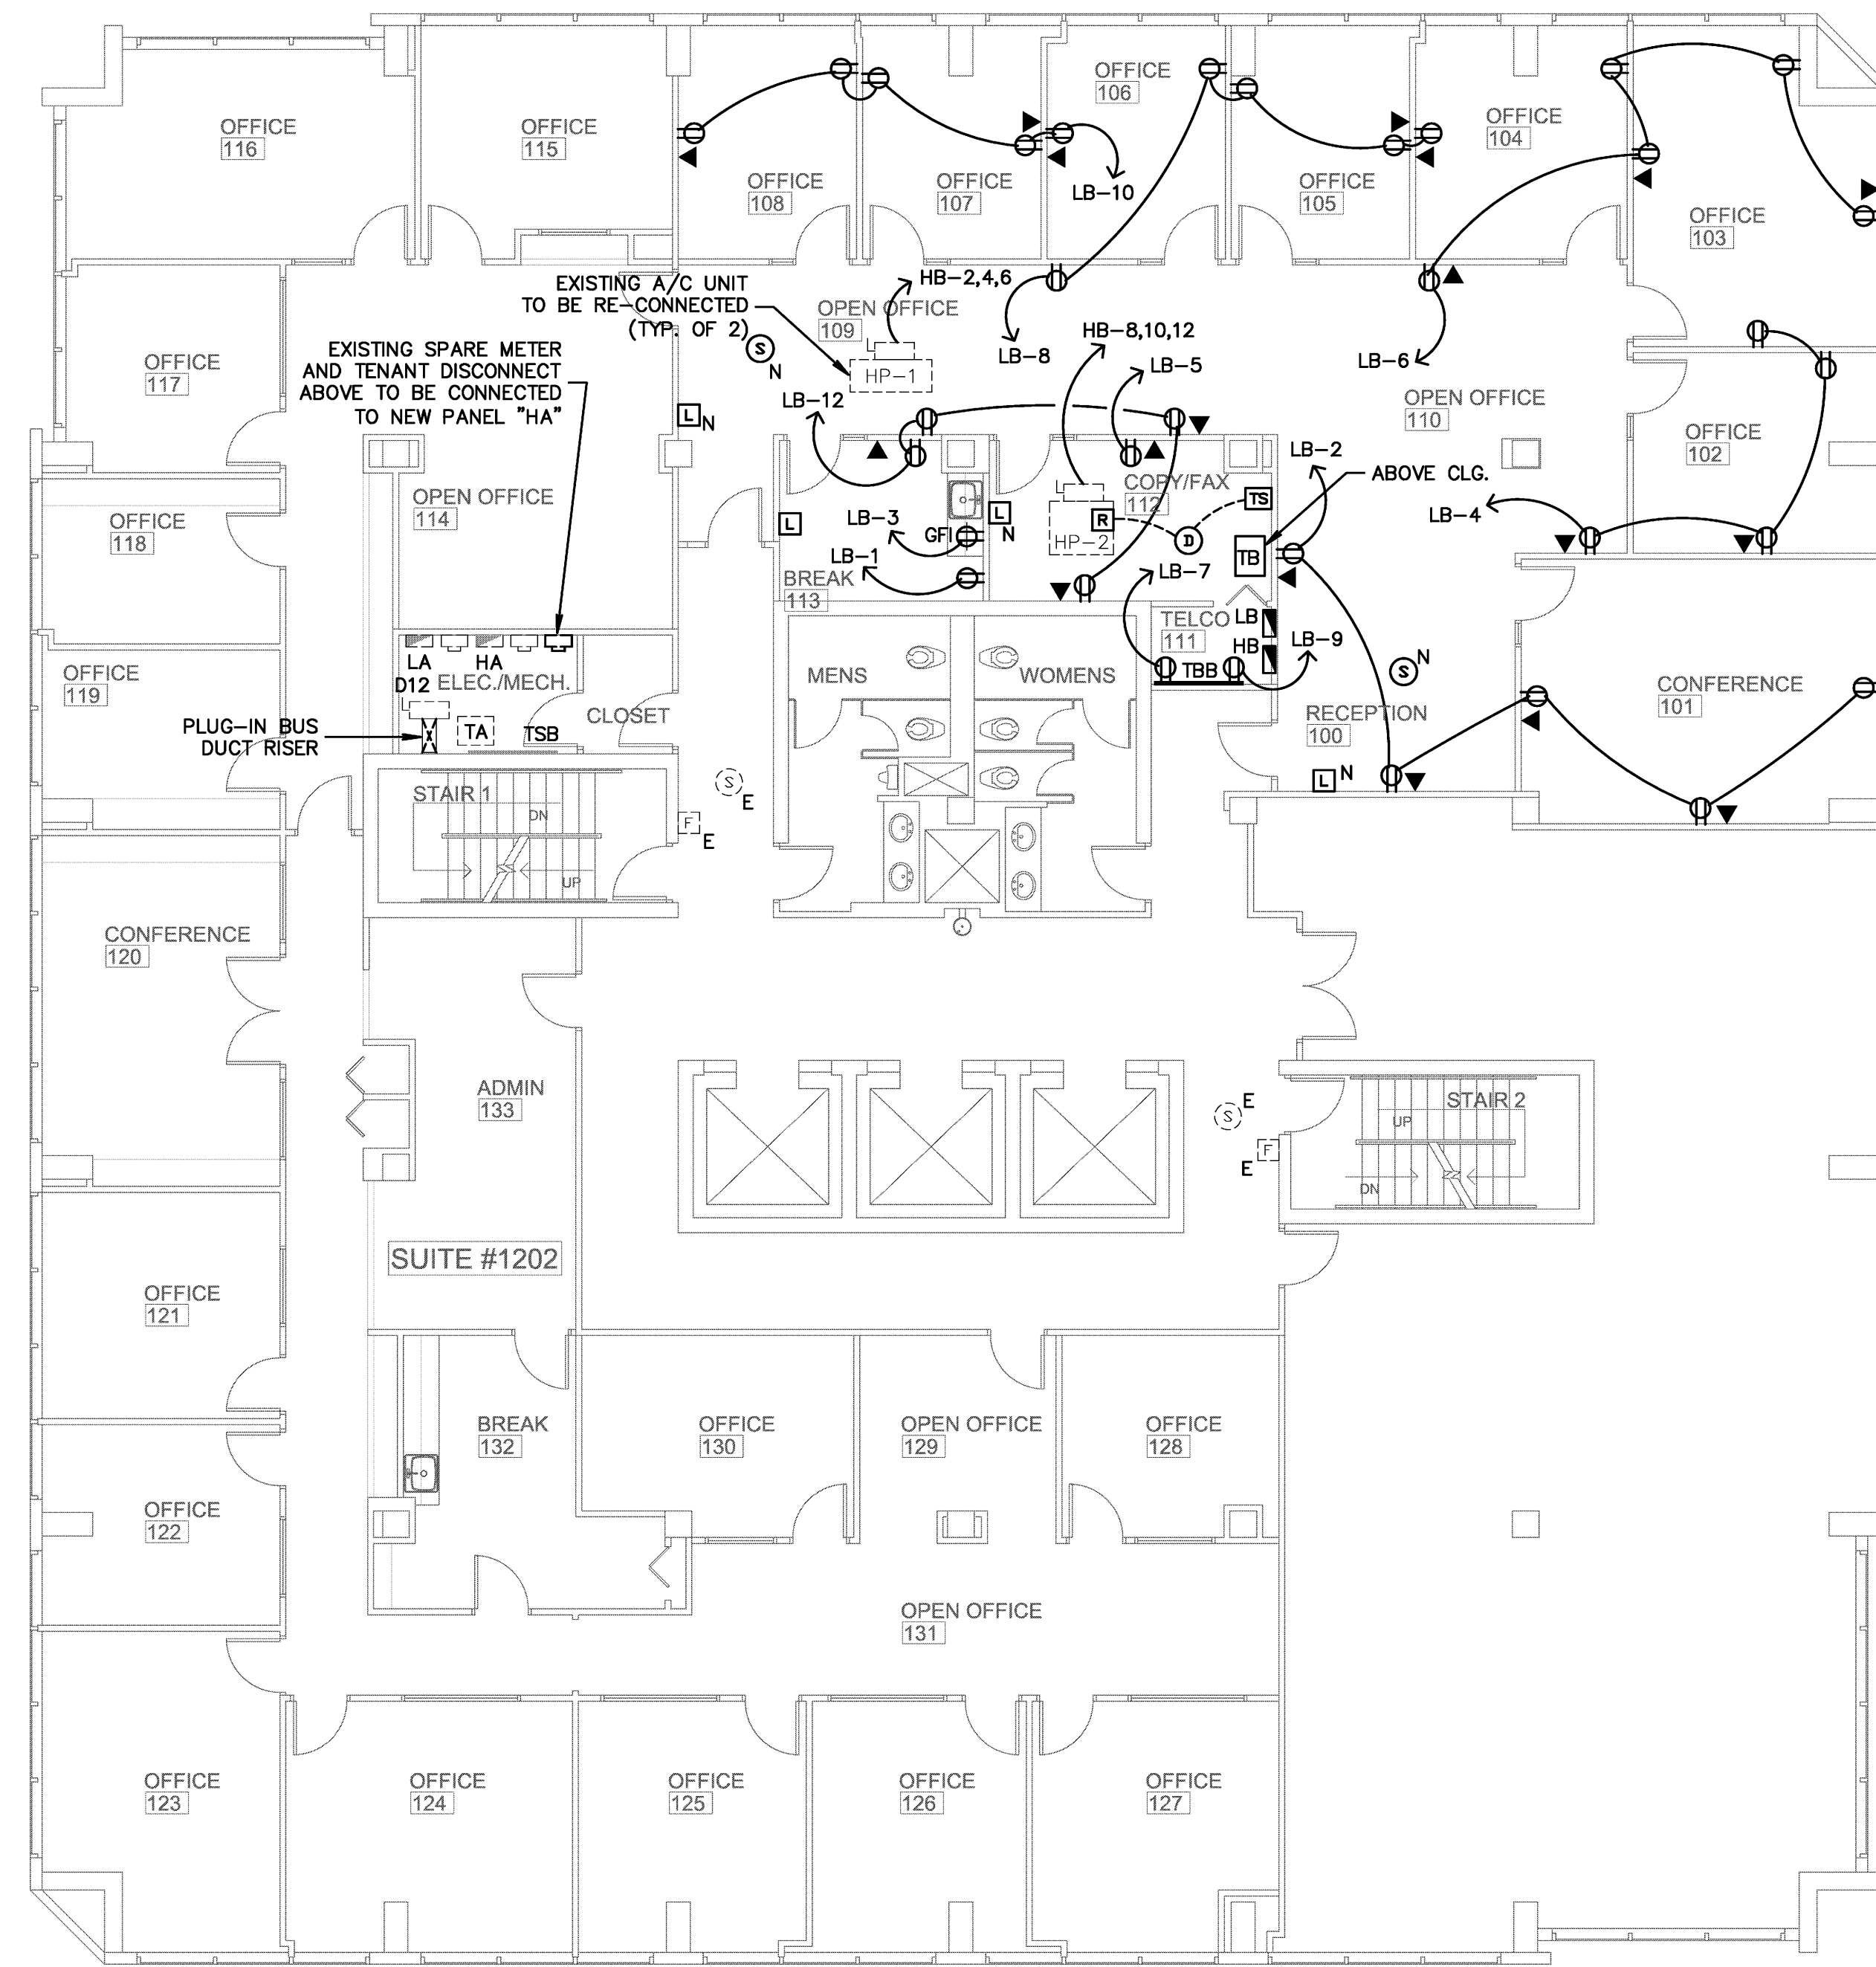 OFFICE
116
OFFICE
115
OFFICE
108
OFFICE
107
OFFICE
106
LB-10
OFFICE
105
OFFICE
104
OFFICE
103
EXISTING A/C UNIT
TO BE RE-CONNECTED
(TYP. OF 2)
HB-2,4,6
OPEN OFFICE
109
S
N
HP-1
LB-8
HB-8,10,12
LB-5
LB-6
EXISTING SPARE METER
AND TENANT DISCONNECT
ABOVE TO BE CONNECTED
TO NEW PANEL "HA"
OFFICE
117
L
N
LB-12
OPEN OFFICE
110
OFFICE
102
LB-2
ABOVE CLG.
LB-4
OPEN OFFICE
114
OFFICE
118
L
LB-3
GFI
LB-1
BREAK
113
L
N
COPY/FAX
112
R
HP-2
TS
D
TB
LB-7
TELCO
111
LB
HB
LB-9
TBB
S
N
OFFICE
119
LA
HA
D12
ELEC./MECH.
CLOSET
PLUG-IN BUS
DUCT RISER
X
TA
TSB
MENS
WOMENS
RECEPTION
100
L
N
CONFERENCE
101
STAIR 1
DN
UP
S
E
F
E
CONFERENCE
120
ADMIN
133
S
E
F
E
STAIR 2
UP
DN
SUITE #1202
OFFICE
121
BREAK
132
OFFICE
130
OPEN OFFICE
129
OFFICE
128
OFFICE
122
OPEN OFFICE
131
OFFICE
123
OFFICE
124
OFFICE
125
OFFICE
126
OFFICE
127